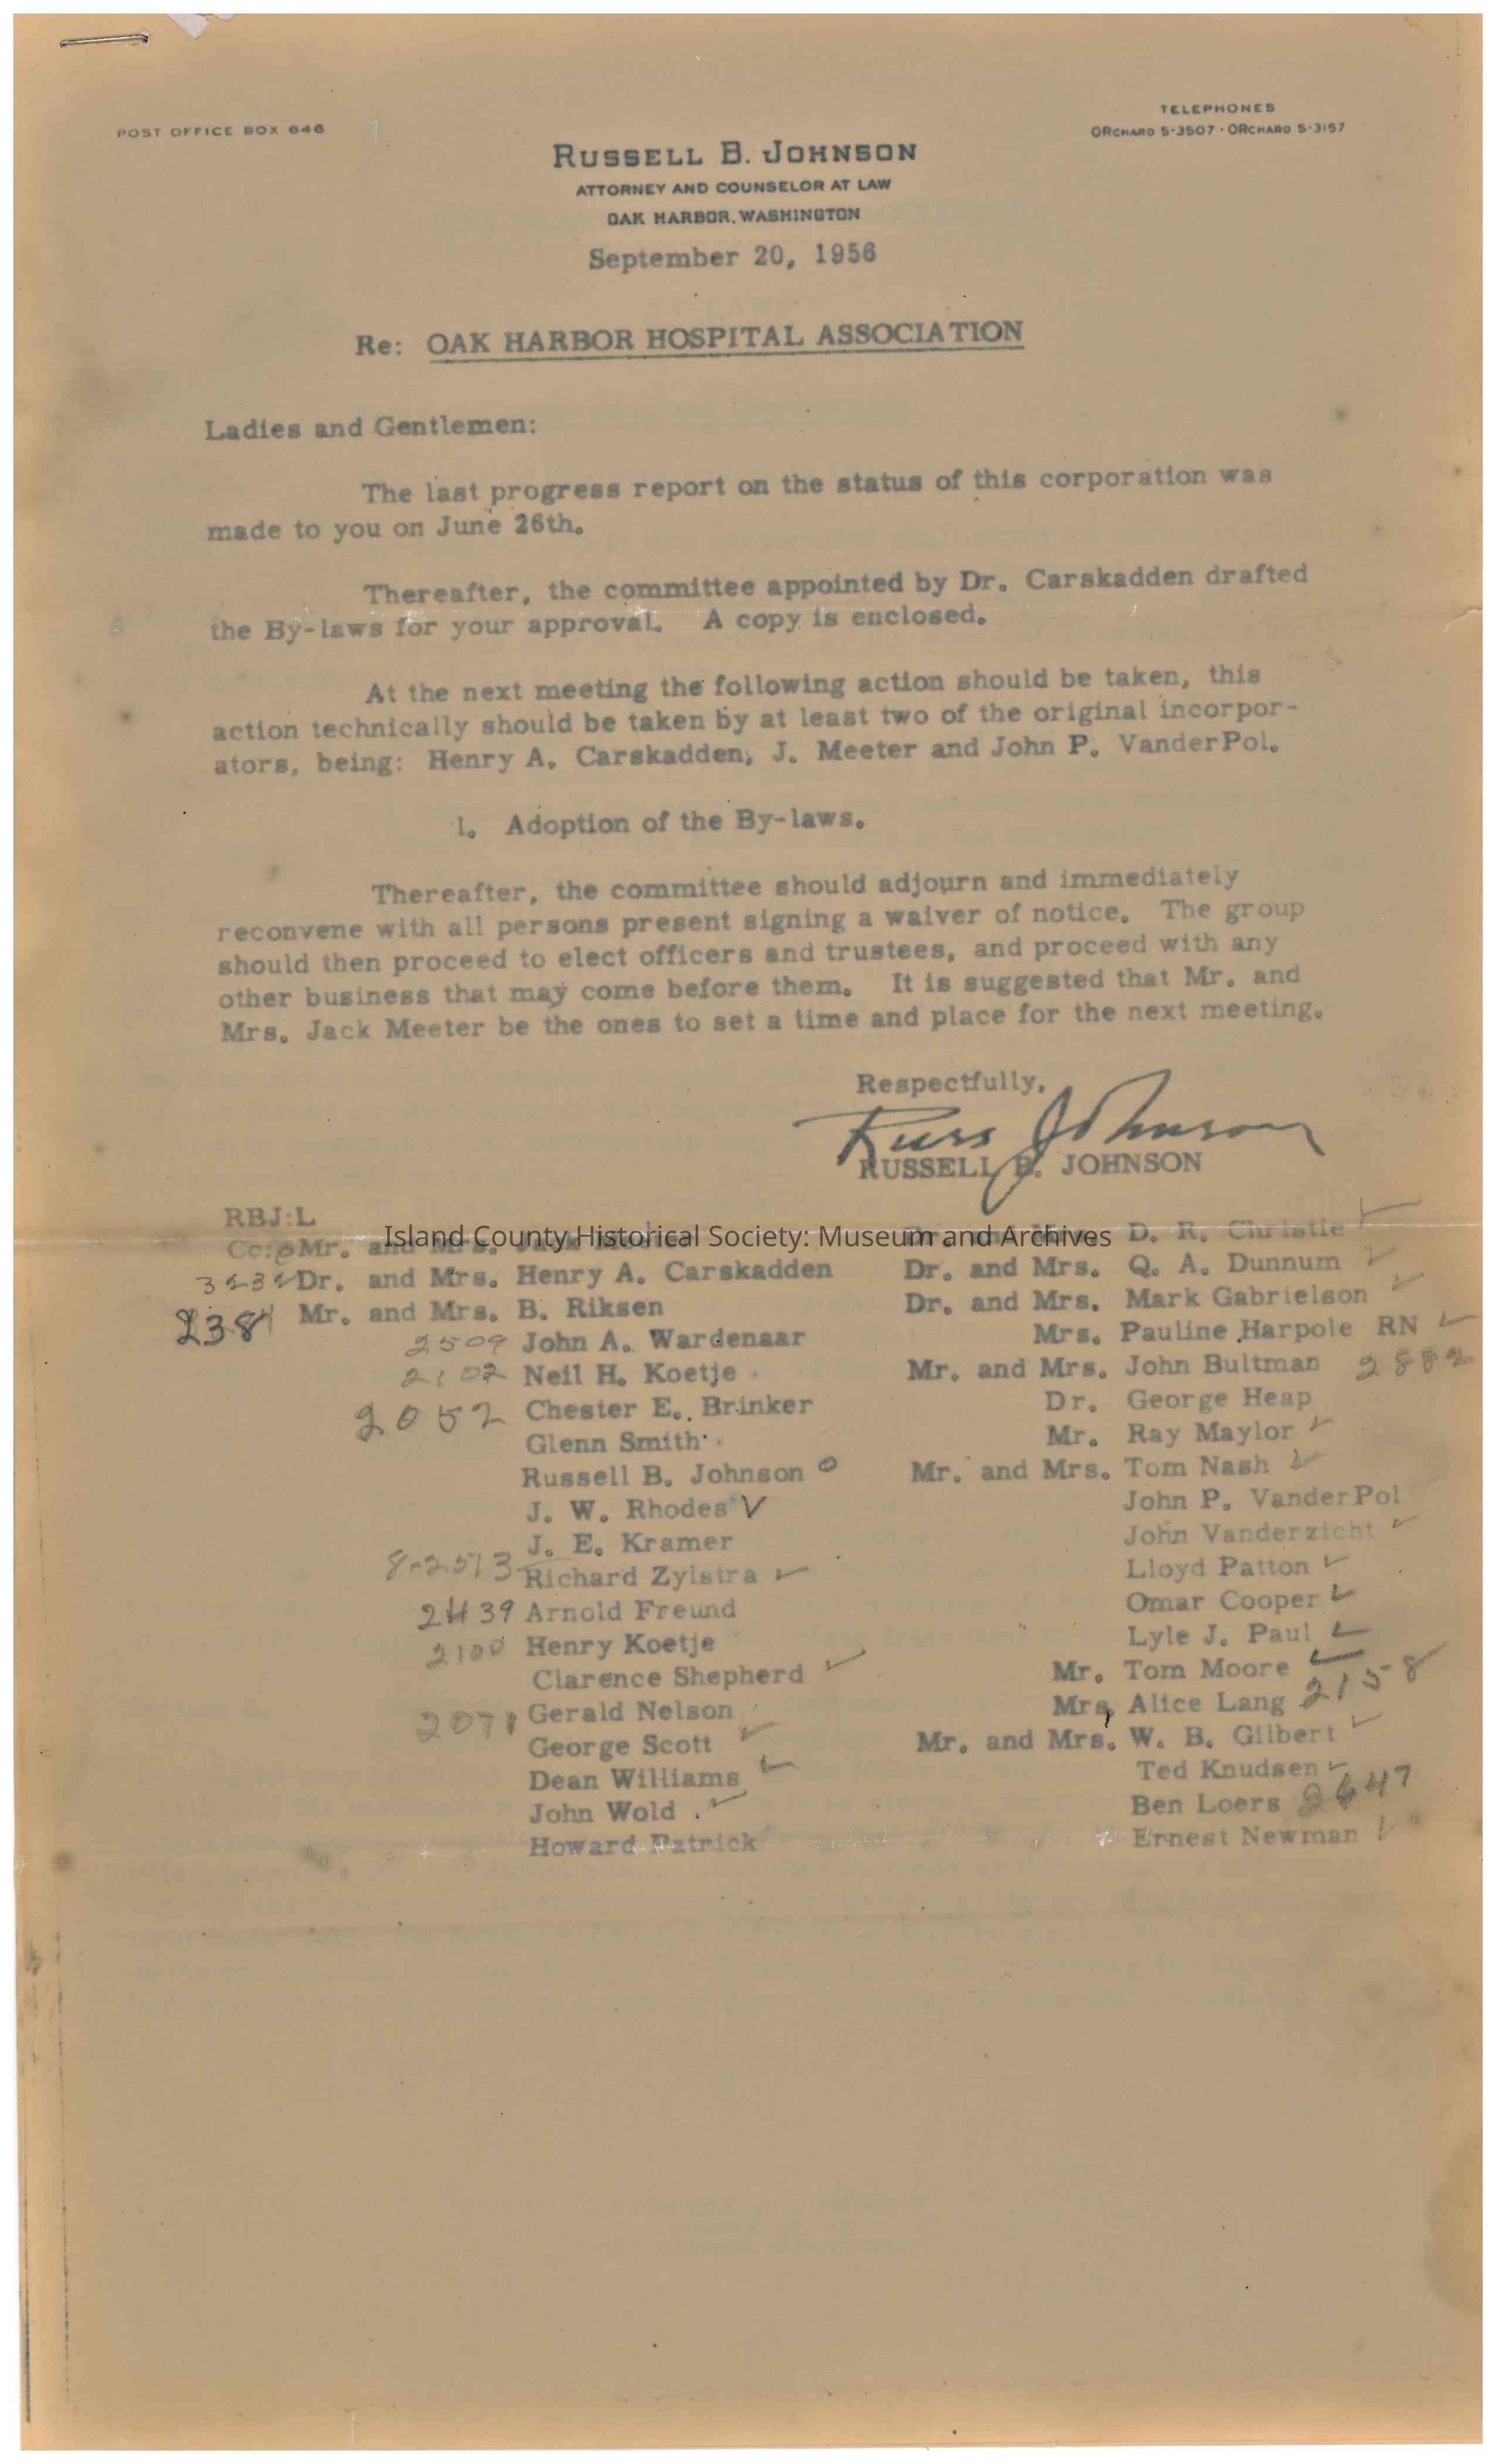 POST OFFICE BOX 646
TELEPHONES
ORCHARD 5-3507 · ORCHARD 5-3157
RUSSELL B. JOHNSON
ATTORNEY AND COUNSELOR AT LAW
OAK HARBOR, WASHINGTON
September 20, 1956
Re: OAK HARBOR HOSPITAL ASSOCIATION
Ladies and Gentlemen:
The last progress report on the status of this corporation was
made to you on June 26th.
Thereafter, the committee appointed by Dr. Carskadden drafted
the By-laws for your approval. A copy is enclosed.
At the next meeting the following action should be taken, this
action technically should be taken by at least two of the original incorpor-
ators, being: Henry A. Carskadden, J. Meeter and John P. VanderPol.
1. Adoption of the By-laws.
Thereafter, the committee should adjourn and immediately
reconvene with all persons present signing a waiver of notice. The group
should then proceed to elect officers and trustees, and proceed with any
other business that may come before them. It is suggested that Mr. and
Mrs. Jack Meeter be the ones to set a time and place for the next meeting.
Respectfully,
Russ Johnson
RUSSELL B. JOHNSON
RBJ:L
Cc: Mr. and Mrs. Jack
Island County Historical Society: Museum and Archives
Dr. and Mrs. Henry A. Carskadden
2381 Mr. and Mrs. B. Riksen
2509 John A. Wardenaar
2102 Neil H. Koetje
2052 Chester E. Brinker
Glenn Smith
Russell B. Johnson
J. W. Rhodes ✓
J. E. Kramer
8-2513 Richard Zylstra ✓
2439 Arnold Freund
2100 Henry Koetje
Clarence Shepherd ✓
2071 Gerald Nelson
George Scott ✓
Dean Williams ✓
John Wold ✓
Howard Patrick
D. R. Christie ✓
Dr. and Mrs. Q. A. Dunnum ✓
Dr. and Mrs. Mark Gabrielson ✓
Mrs. Pauline Harpole RN ✓
Mr. and Mrs. John Bultman 2882
Dr. George Heap
Mr. Ray Maylor ✓
Mr. and Mrs. Tom Nash ✓
John P. VanderPol
John Vanderzicht ✓
Lloyd Patton ✓
Omar Cooper ✓
Lyle J. Paul ✓
Mr. Tom Moore ✓
Mrs. Alice Lang 2158
Mr. and Mrs. W. B. Gilbert ✓
Ted Knudsen ✓
Ben Loers 2647
Ernest Newman ✓